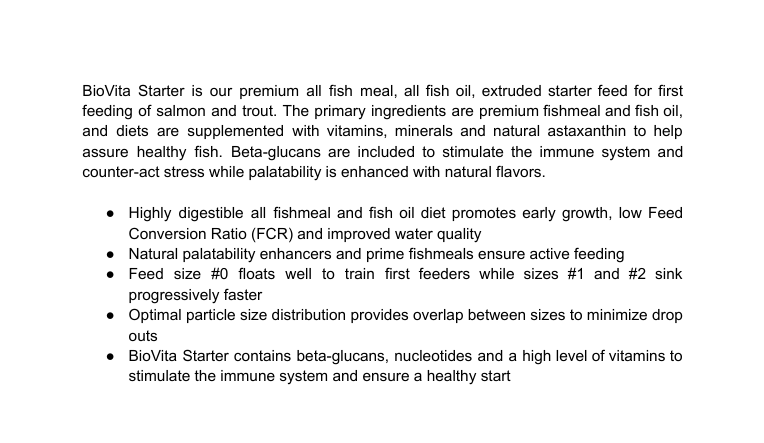 BioVita Starter is our premium all fish meal, all fish oil, extruded starter feed for first
feeding of salmon and trout. The primary ingredients are premium fishmeal and fish oil,
and diets are supplemented with vitamins, minerals and natural astaxanthin to help
assure healthy fish. Beta-glucans are included to stimulate the immune system and
counter-act stress while palatability is enhanced with natural flavors.
● Highly digestible all fishmeal and fish oil diet promotes early growth, low Feed
Conversion Ratio (FCR) and improved water quality
● Natural palatability enhancers and prime fishmeals ensure active feeding
● Feed size #0 floats well to train first feeders while sizes #1 and #2 sink
progressively faster
● Optimal particle size distribution provides overlap between sizes to minimize drop
outs
● BioVita Starter contains beta-glucans, nucleotides and a high level of vitamins to
stimulate the immune system and ensure a healthy start